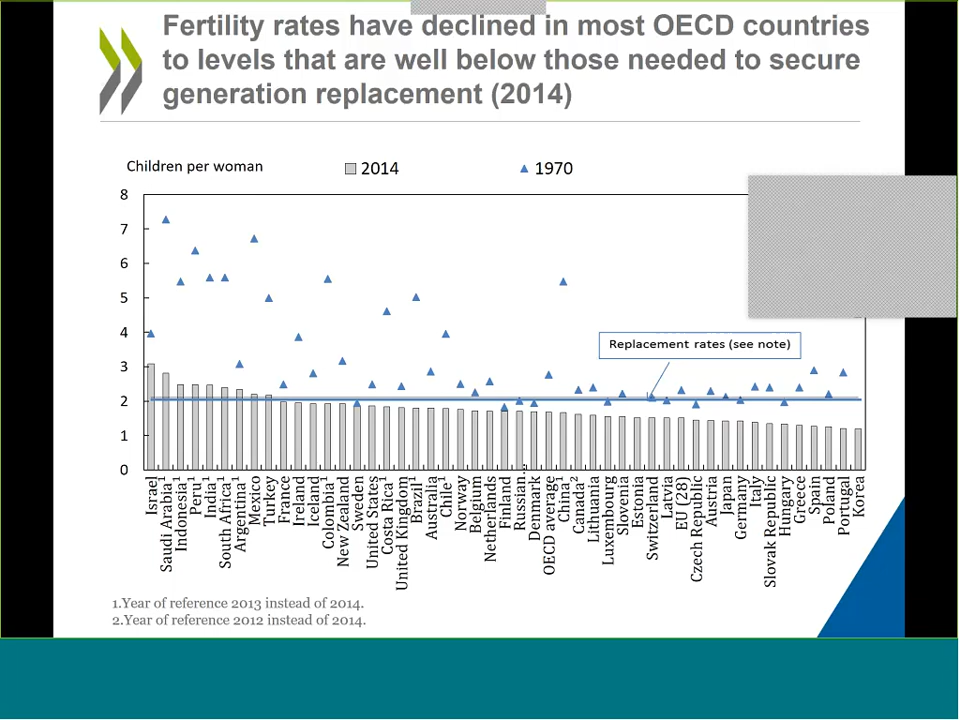 Fertility rates have declined in most OECD countries
to levels that are well below those needed to secure
generation replacement (2014)
Children per woman
2014
1970
8
7
6
5
4
3
2
1
0
Replacement rates (see note)
Israel
Saudi Arabia¹
Indonesia¹
Peru¹
India¹
South Africa¹
Argentina¹
Mexico
Turkey
France
Ireland
Iceland
Colombia¹
New Zealand
Sweden
United States
Costa Rica¹
United Kingdom
Brazil¹
Australia
Chile¹
Norway
Belgium
Netherlands
Finland
Russian...
Denmark
OECD average
China¹
Canada²
Lithuania
Luxembourg
Slovenia
Estonia
Switzerland
Latvia
EU (28)
Czech Republic
Austria
Japan
Germany
Italy
Slovak Republic
Hungary
Greece
Spain
Poland
Portugal
Korea
1.Year of reference 2013 instead of 2014.
2.Year of reference 2012 instead of 2014.